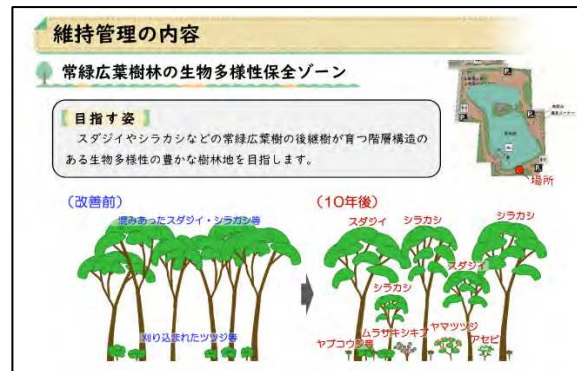 維持管理の内容
常緑広葉樹林の生物多様性保全ゾーン
【目指す姿】
スダジイやシラカシなどの常緑広葉樹の後継樹が育つ階層構造の
ある生物多様性の豊かな樹林地を目指します。
場所
（改善前）
混みあったスダジイ・シラカシ等
刈り込まれたツツジ等
（10年後）
スダジイ
シラカシ
シラカシ
スダジイ
シラカシ
ムラサキシキブ
ヤマツツジ
ヤブコウジ等
アセビ